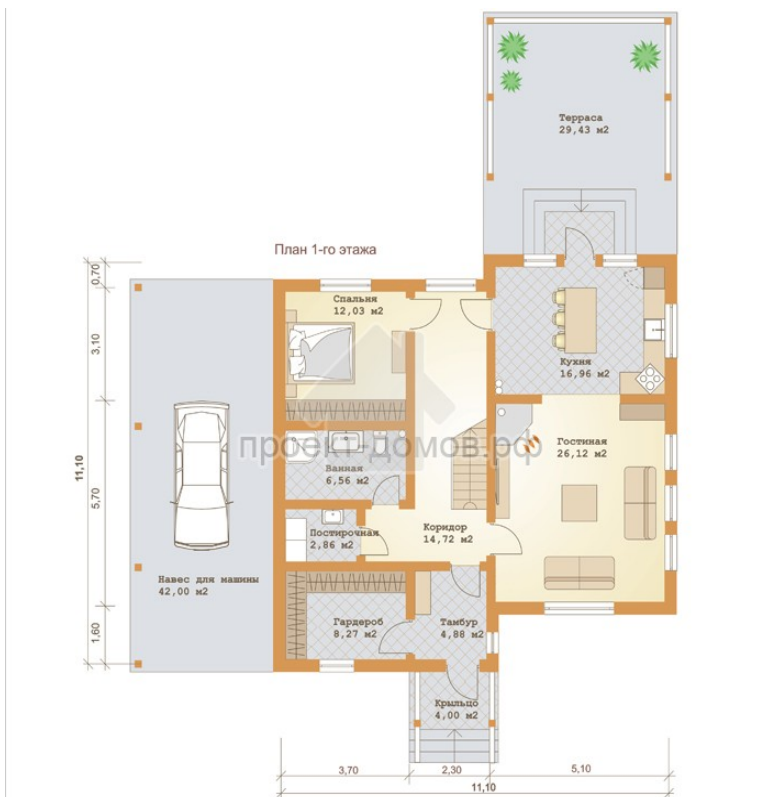 Терраса
29,43 м2
План 1-го этажа
0,70
Спальня
12,03 м2
3,10
Кухня
16,96 м2
проект-домов.рф
Гостиная
26,12 м2
Ванная
6,56 м2
11,10
5,70
Коридор
14,72 м2
Постирочная
2,86 м2
Навес для машины
42,00 м2
Гардероб
8,27 м2
Тамбур
4,88 м2
1,60
Крыльцо
4,00 м2
3,70
2,30
5,10
11,10